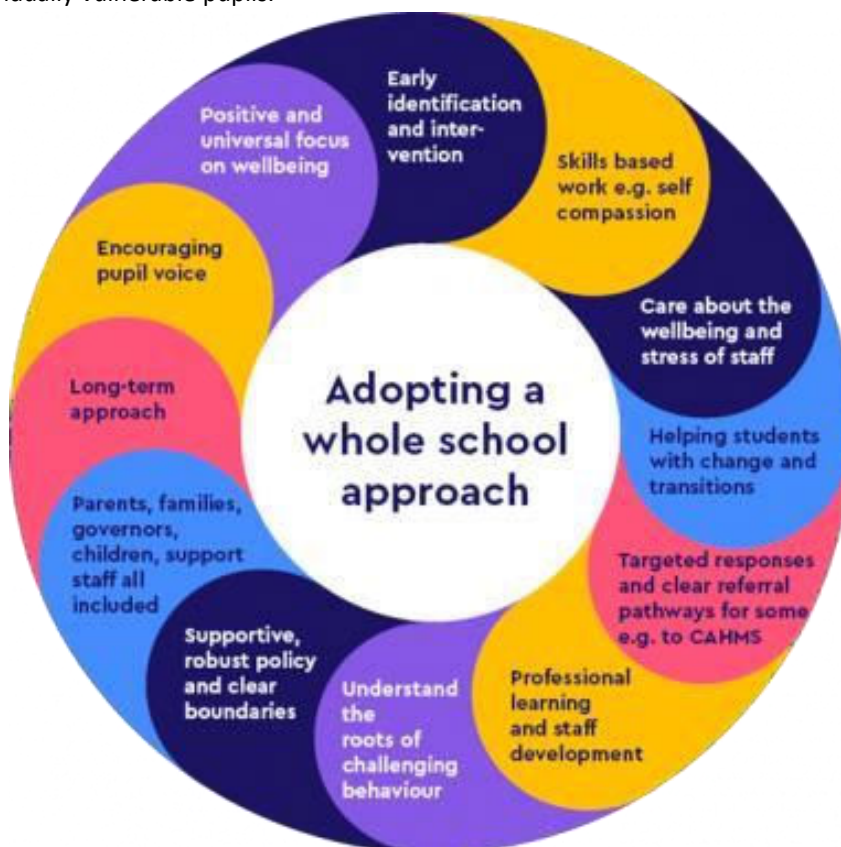 idually vulnerable pupils.
Early
identification
and inter-
vention
Skills based
work e.g. self
compassion
Care about the
wellbeing and
stress of staff
Helping students
with change and
transitions
Targeted responses
and clear referral
pathways for some
e.g. to CAHMS
Professional
learning
and staff
development
Understand
the
roots of
challenging
behaviour
Supportive,
robust policy
and clear
boundaries
Parents, families,
governors,
children, support
staff all
included
Long-term
approach
Encouraging
pupil voice
Positive and
universal focus
on wellbeing
Adopting a
whole school
approach